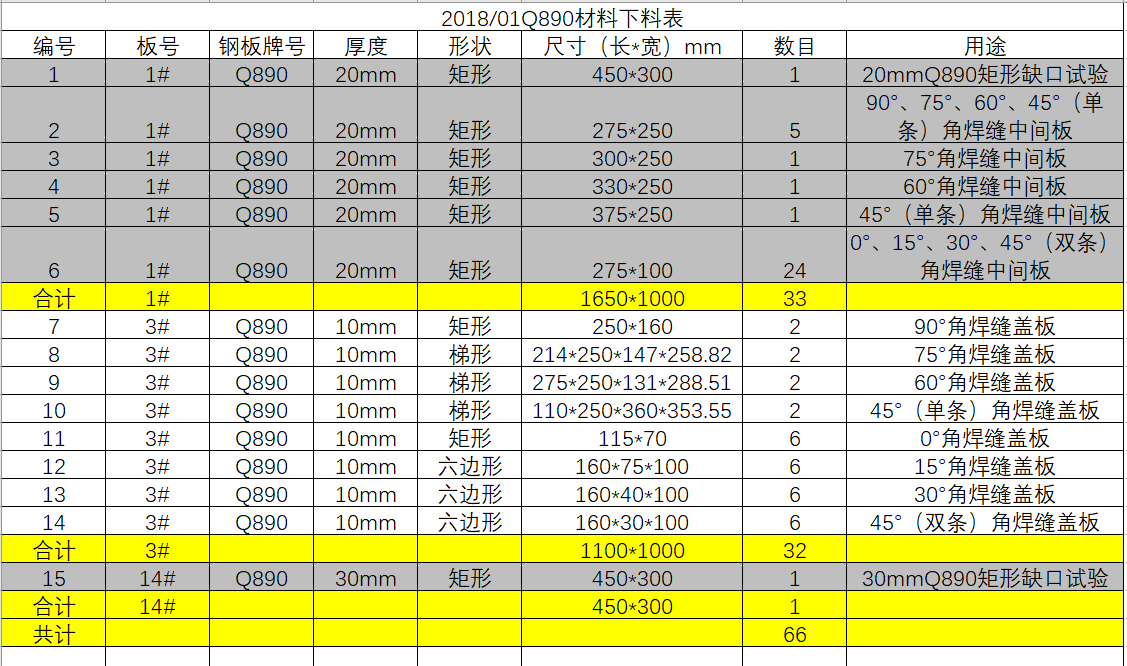 2018/01Q890材料下料表
编号 板号 钢板牌号 厚度 形状 尺寸（长*宽）mm 数目 用途
1 1# Q890 20mm 矩形 450*300 1 20mmQ890矩形缺口试验
2 1# Q890 20mm 矩形 275*250 5 90°、75°、60°、45°（单
条）角焊缝中间板
3 1# Q890 20mm 矩形 300*250 1 75°角焊缝中间板
4 1# Q890 20mm 矩形 330*250 1 60°角焊缝中间板
5 1# Q890 20mm 矩形 375*250 1 45°（单条）角焊缝中间板
6 1# Q890 20mm 矩形 275*100 24 0°、15°、30°、45°（双条）
角焊缝中间板
合计 1# 1650*1000 33
7 3# Q890 10mm 矩形 250*160 2 90°角焊缝盖板
8 3# Q890 10mm 梯形 214*250*147*258.82 2 75°角焊缝盖板
9 3# Q890 10mm 梯形 275*250*131*288.51 2 60°角焊缝盖板
10 3# Q890 10mm 梯形 110*250*360*353.55 2 45°（单条）角焊缝盖板
11 3# Q890 10mm 矩形 115*70 6 0°角焊缝盖板
12 3# Q890 10mm 六边形 160*75*100 6 15°角焊缝盖板
13 3# Q890 10mm 六边形 160*40*100 6 30°角焊缝盖板
14 3# Q890 10mm 六边形 160*30*100 6 45°（双条）角焊缝盖板
合计 3# 1100*1000 32
15 14# Q890 30mm 矩形 450*300 1 30mmQ890矩形缺口试验
合计 14# 450*300 1
共计 66